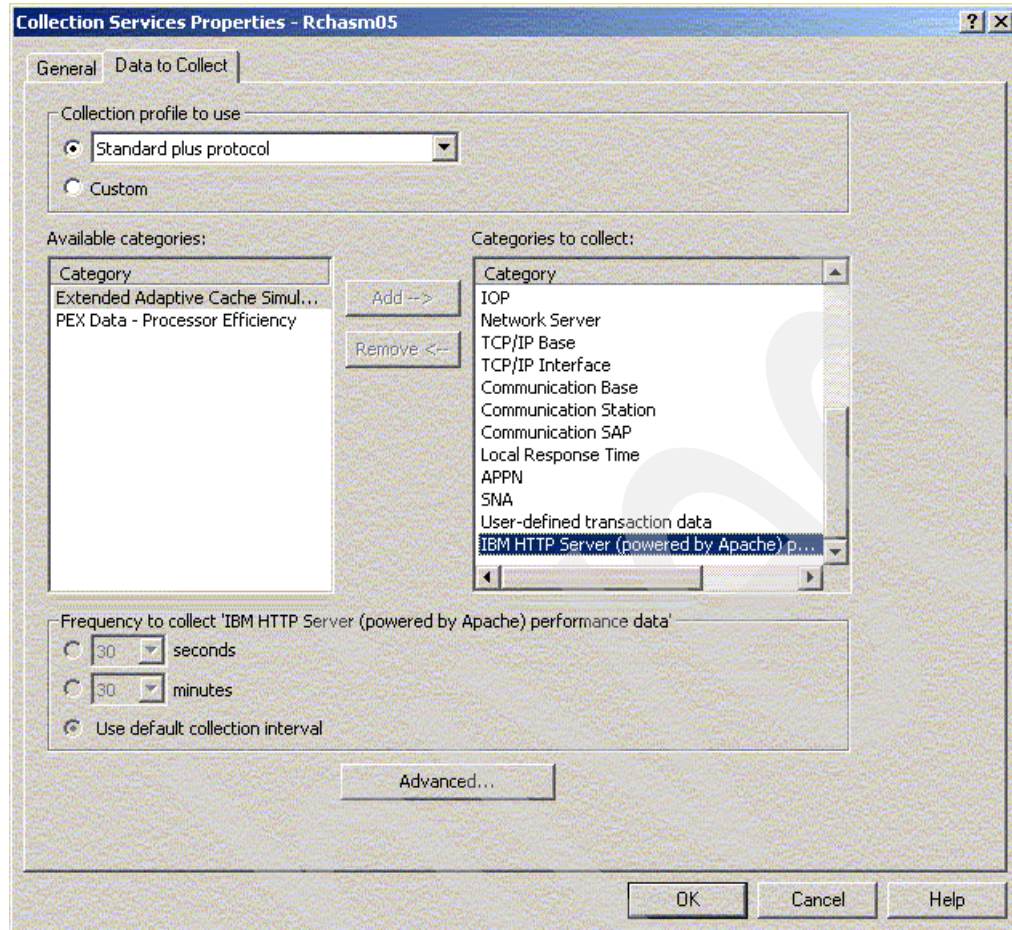 Collection Services Properties - Rchasm05
General
Data to Collect
Collection profile to use
Standard plus protocol
Custom
Available categories:
Category
Extended Adaptive Cache Simul...
PEX Data - Processor Efficiency
Add -->
Remove <--
Categories to collect:
Category
IOP
Network Server
TCP/IP Base
TCP/IP Interface
Communication Base
Communication Station
Communication SAP
Local Response Time
APPN
SNA
User-defined transaction data
IBM HTTP Server (powered by Apache) p...
Frequency to collect 'IBM HTTP Server (powered by Apache) performance data'
30 seconds
30 minutes
Use default collection interval
Advanced...
OK
Cancel
Help